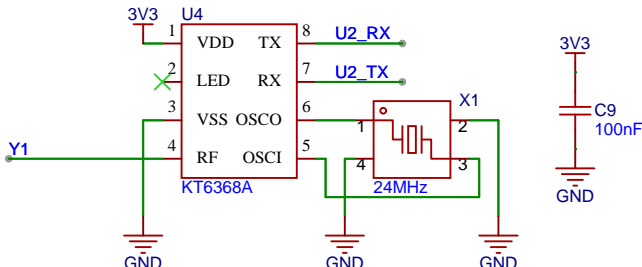 3V3 U4
1 VDD TX 8 U2_RX
2 LED RX 7 U2_TX
3 VSS OSCO 6
4 RF OSCI 5
Y1
KT6368A
X1
1 2
4 3
24MHz
3V3
C9
100nF
GND
GND GND GND